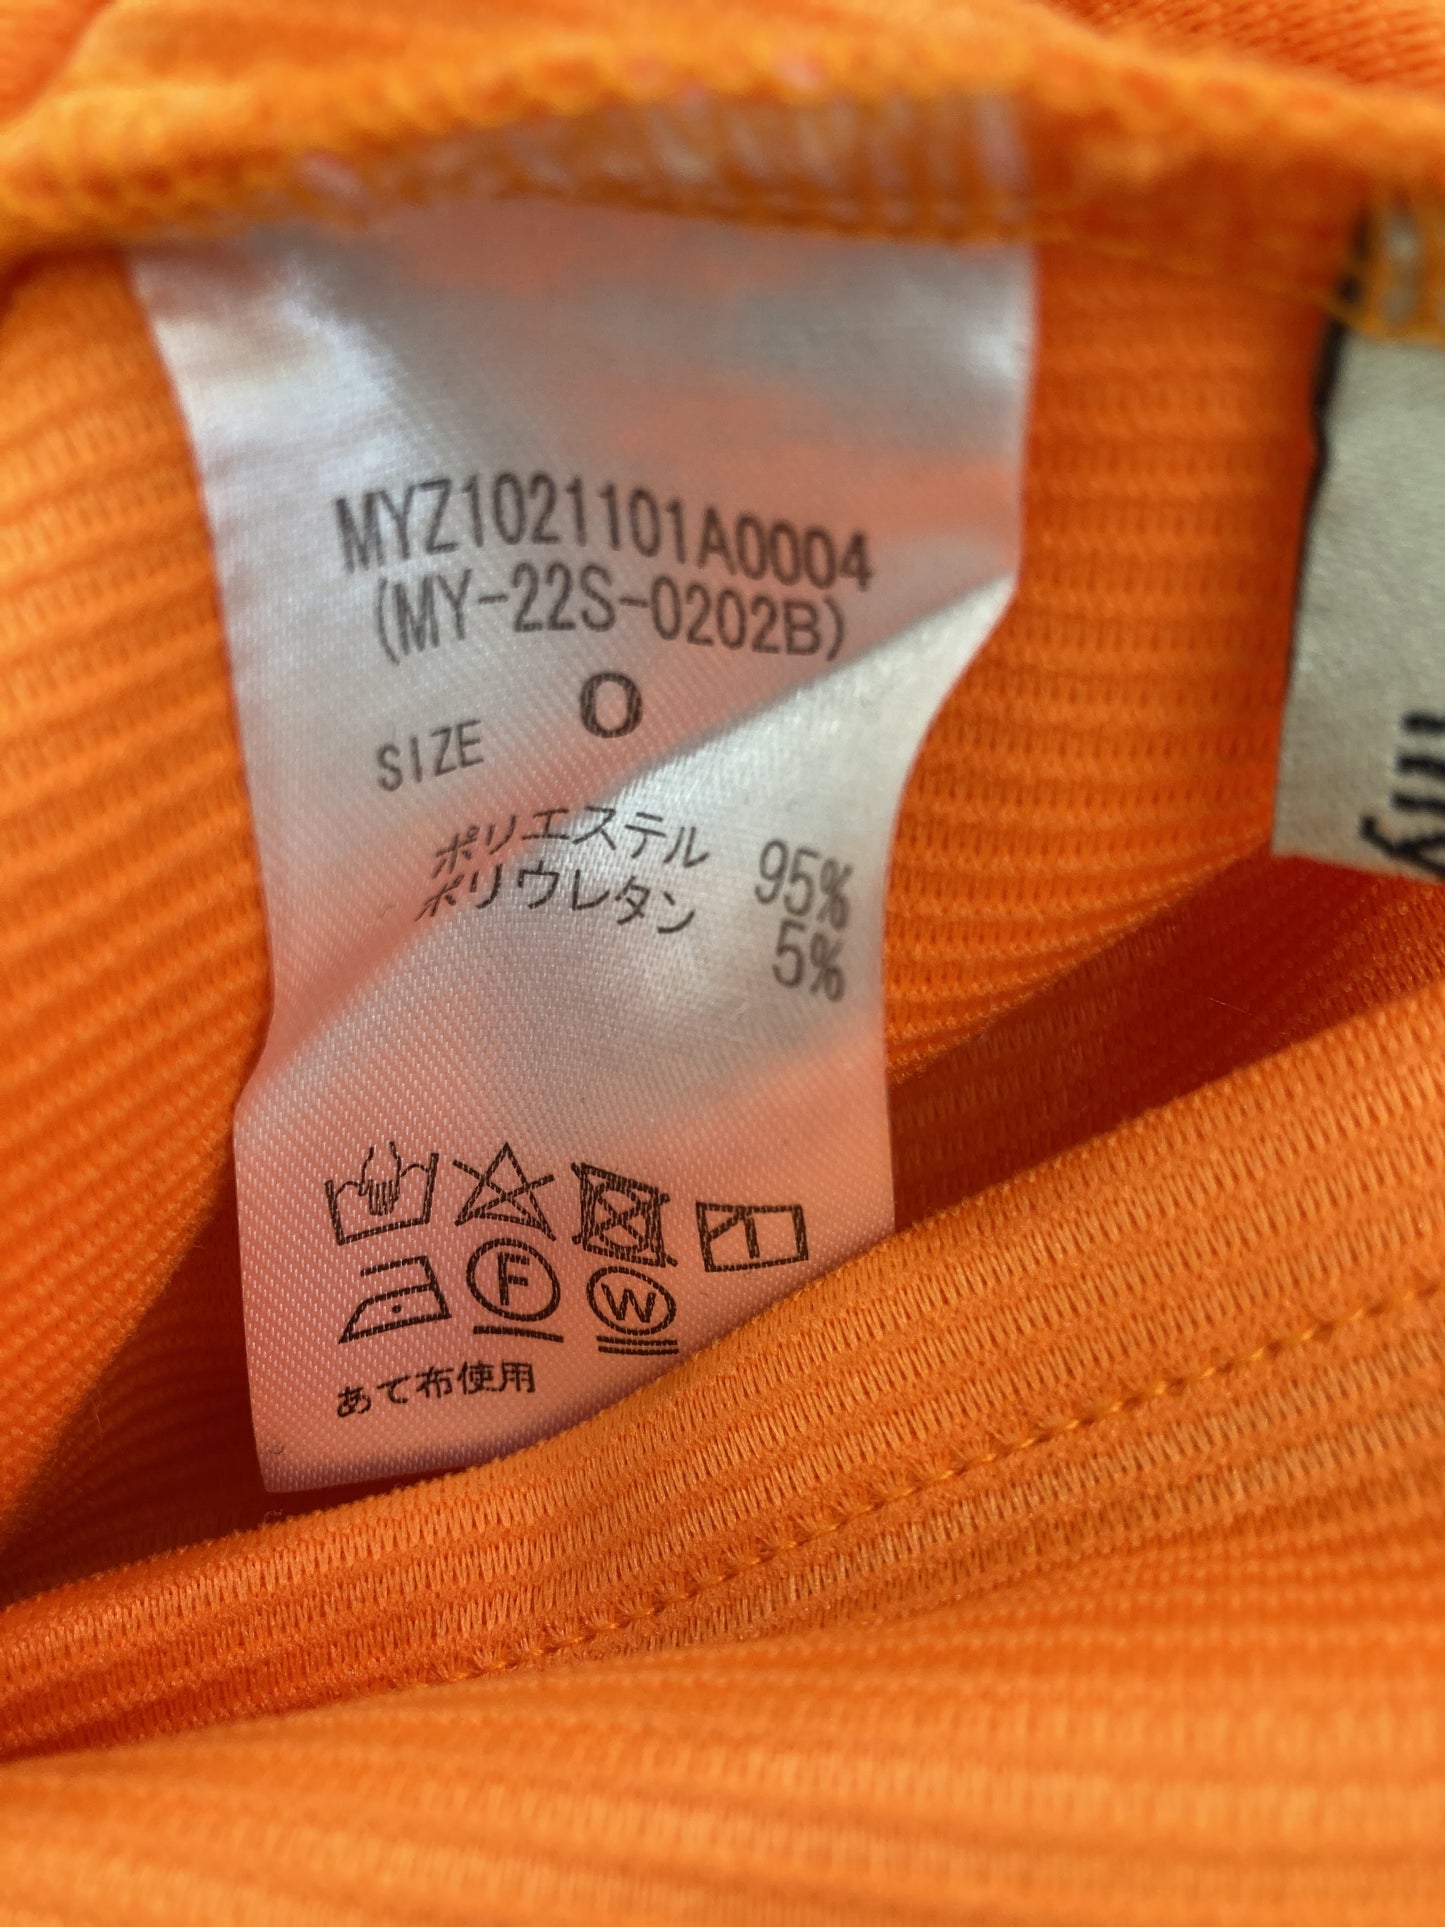 MYZ1021101A0004
(MY-22S-0202B)
SIZE O
ポリエステル 95%
ポリウレタン 5%
F
W
あて布使用